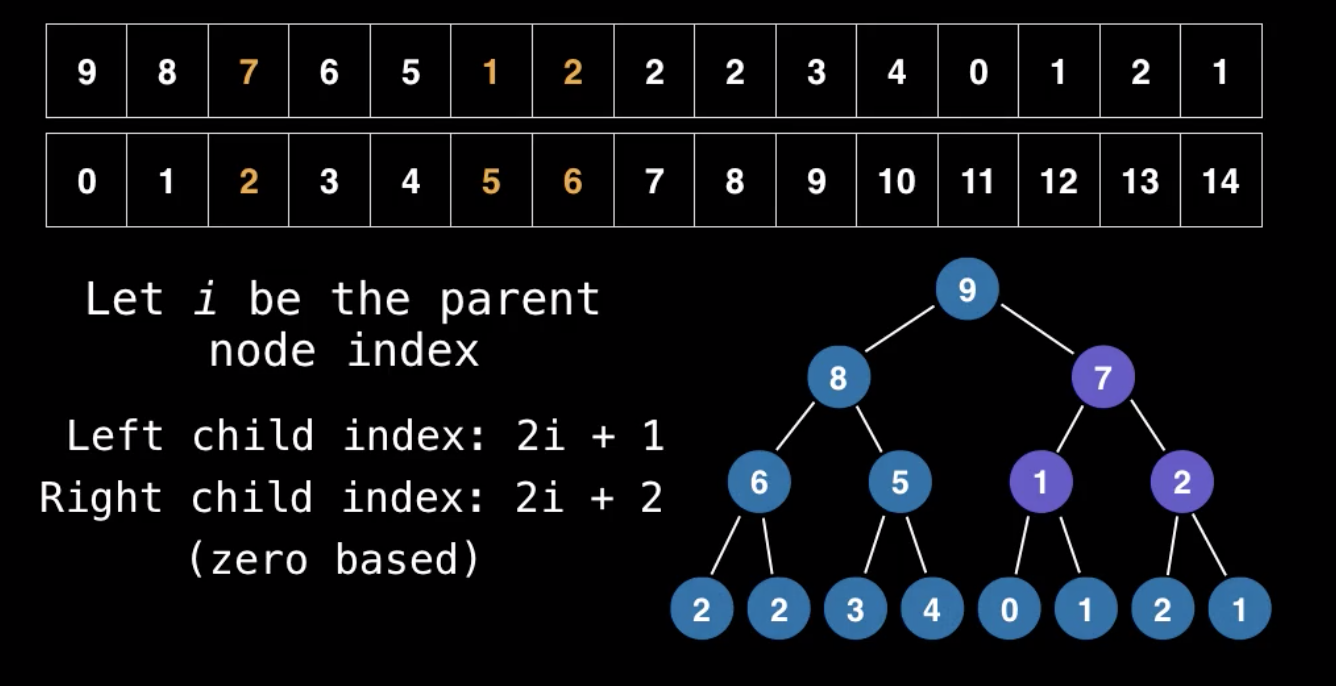 9 8 7 6 5 1 2 2 2 3 4 0 1 2 1
0 1 2 3 4 5 6 7 8 9 10 11 12 13 14
Let i be the parent
node index
Left child index: 2i + 1
Right child index: 2i + 2
(zero based)
9
8 7
6 5 1 2
2 2 3 4 0 1 2 1